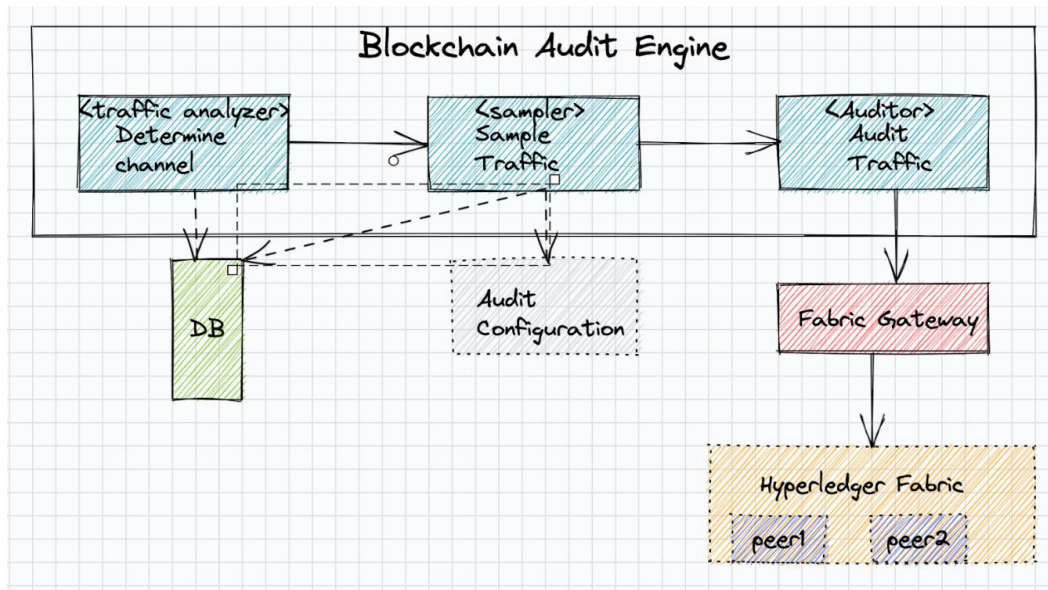 Blockchain Audit Engine
<traffic analyzer>
Determine
channel
<sampler>
Sample
Traffic
<Auditor>
Audit
Traffic
DB
Audit
Configuration
Fabric Gateway
Hyperledger Fabric
peer1
peer2